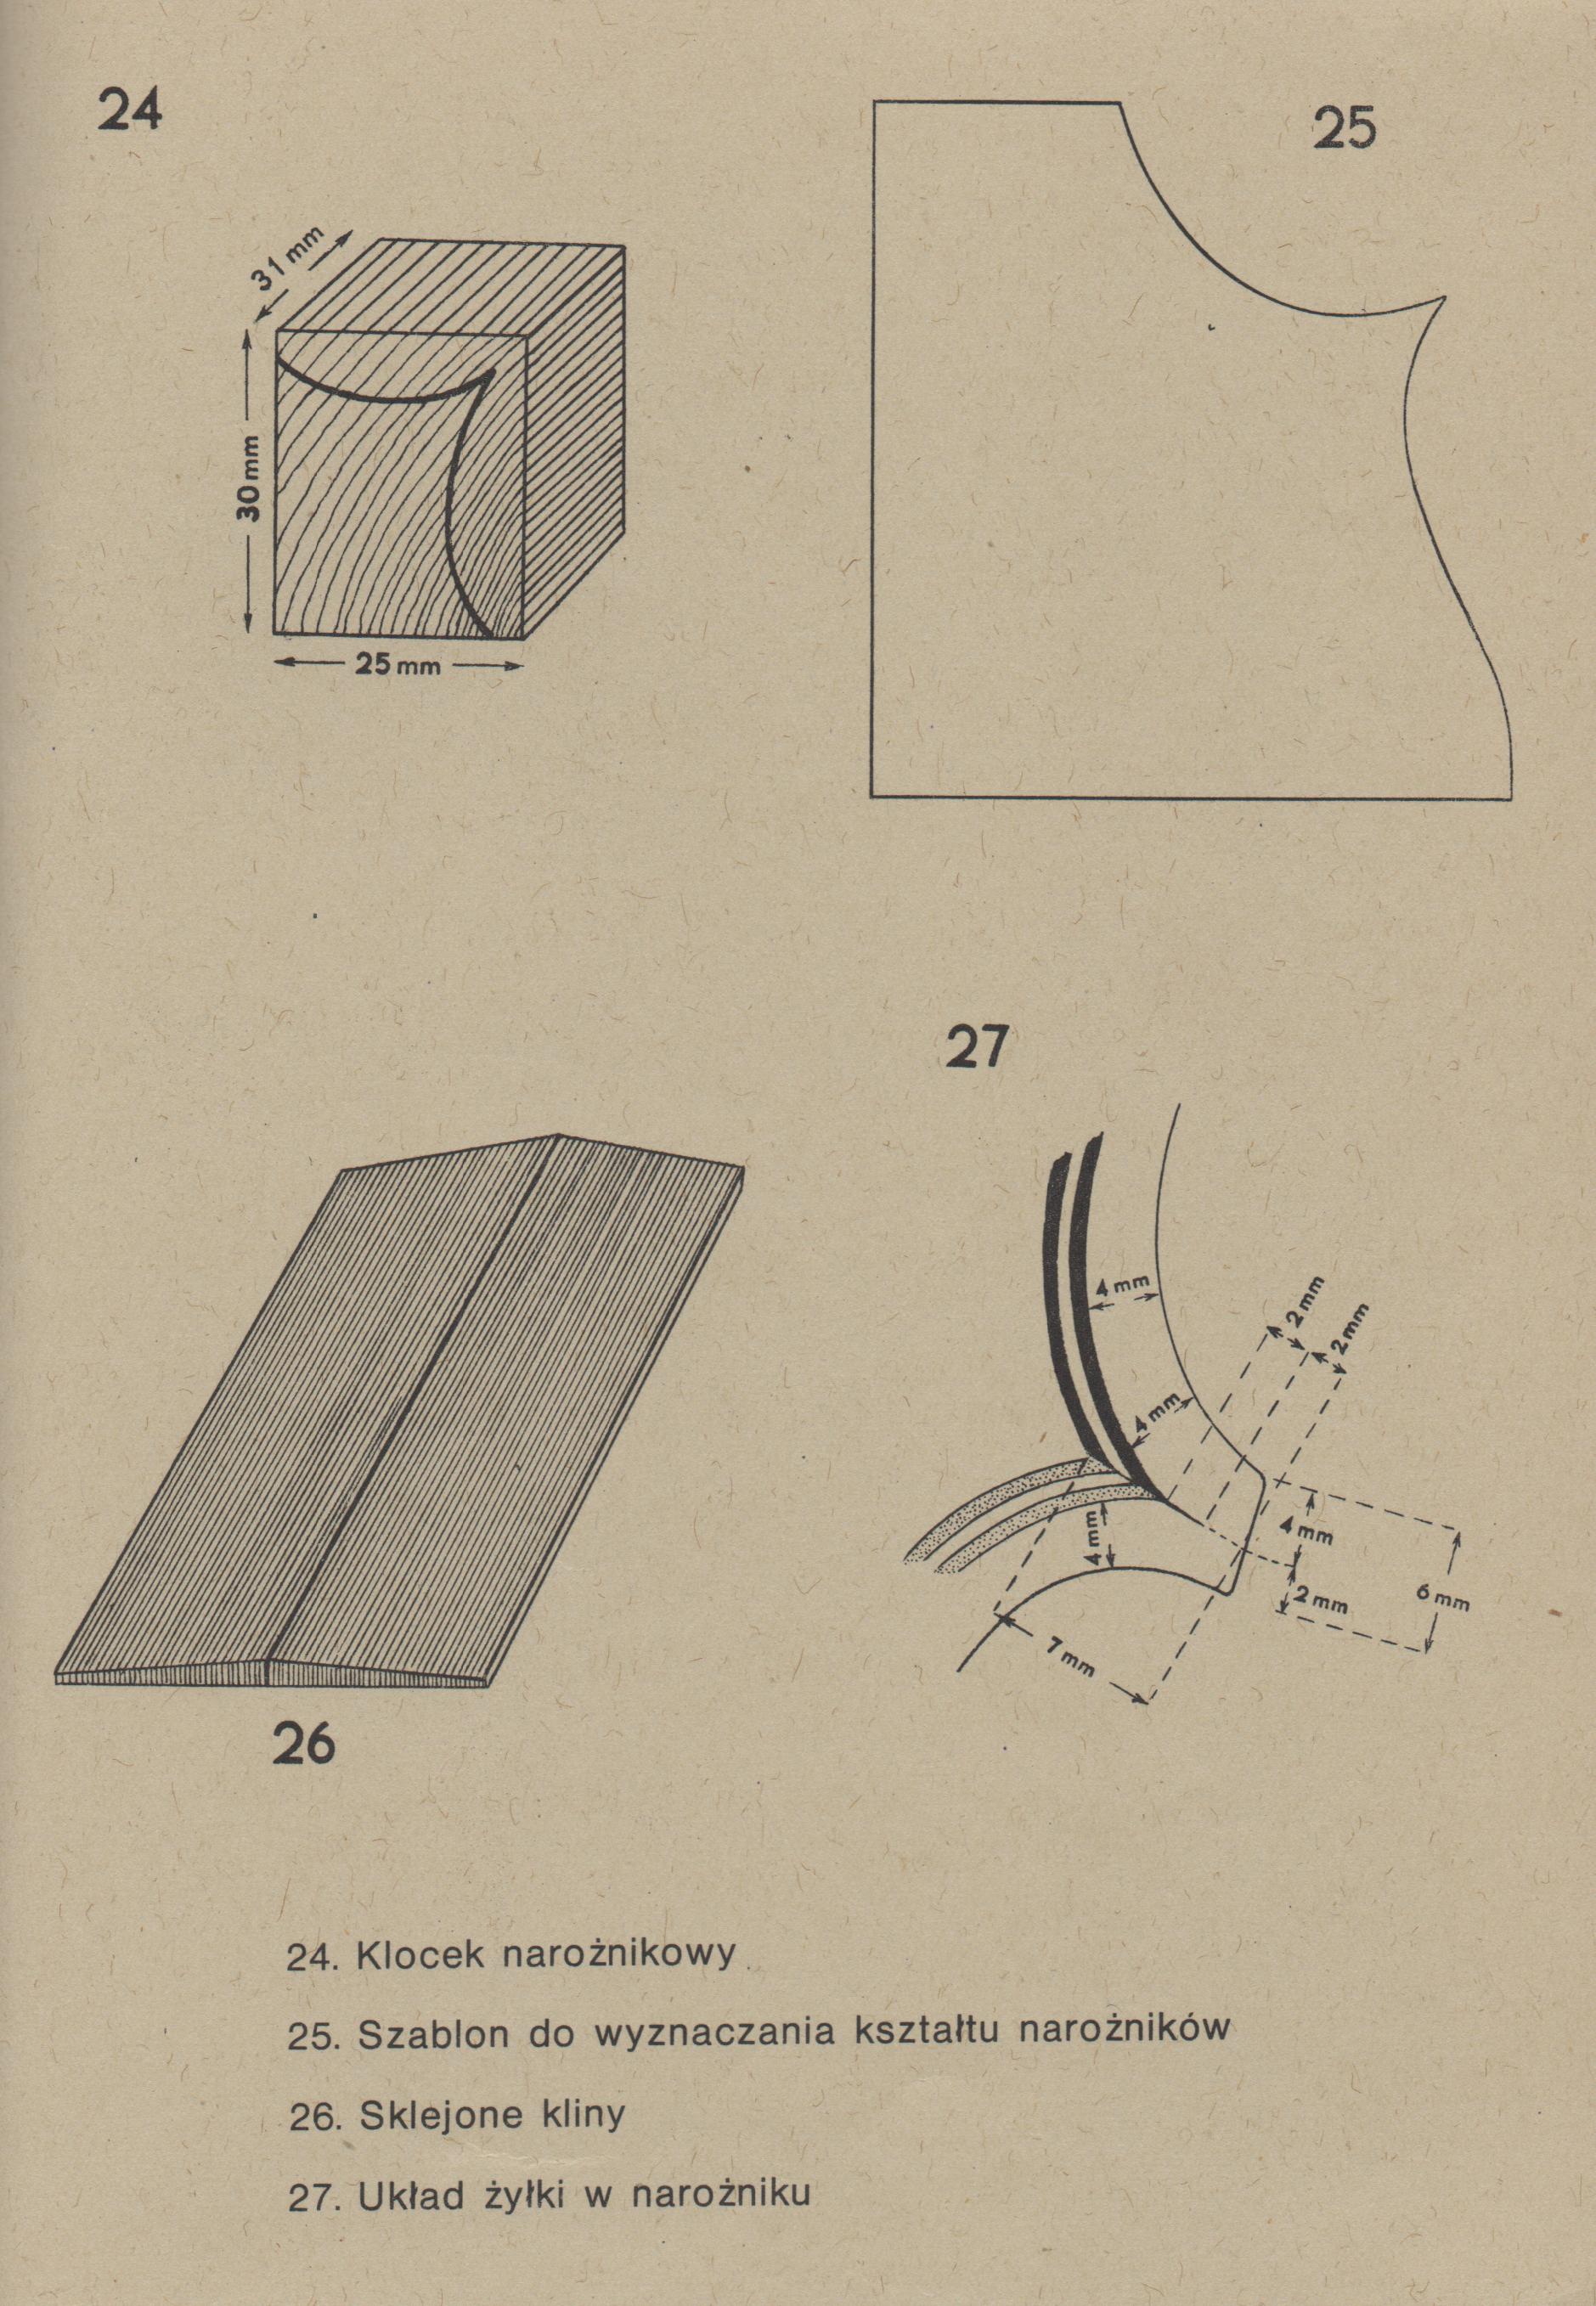 24
25
31 mm
30 mm
25 mm
27
4 mm
2 mm
2 mm
4 mm
4 mm
4 mm
2 mm
6 mm
7 mm
26
24. Klocek narożnikowy
25. Szablon do wyznaczania kształtu narożników
26. Sklejone kliny
27. Układ żyłki w narożniku